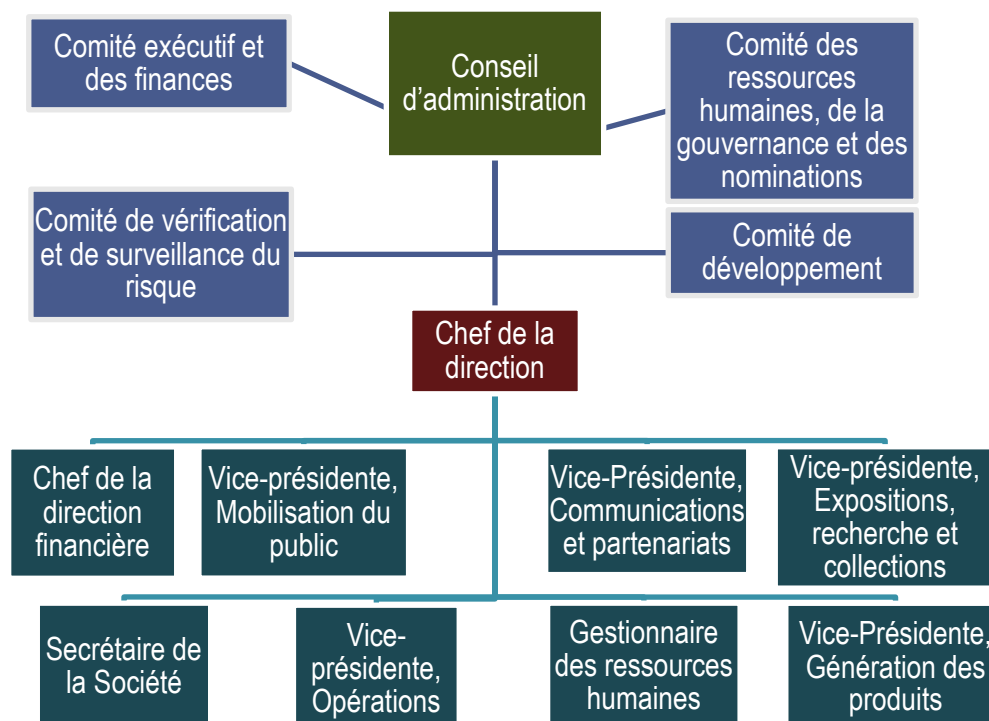 Comité exécutif et
des finances
Conseil
d’administration
Comité des
ressources
humaines, de la
gouvernance et des
nominations
Comité de vérification
et de surveillance du
risque
Comité de
développement
Chef de la
direction
Chef de la
direction
financière
Vice-présidente,
Mobilisation du
public
Vice-Présidente,
Communications
et partenariats
Vice-présidente,
Expositions,
recherche et
collections
Secrétaire de
la Société
Vice-
présidente,
Opérations
Gestionnaire
des ressources
humaines
Vice-Présidente,
Génération des
produits